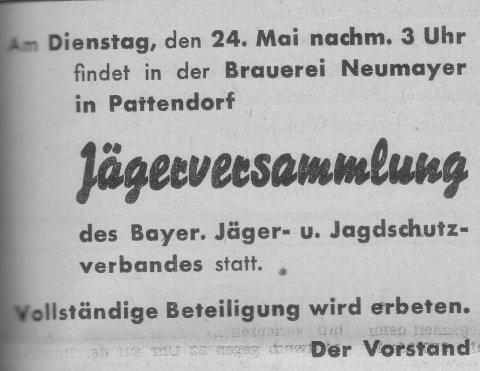 Am Dienstag, den 24. Mai nachm. 3 Uhr
findet in der Brauerei Neumayer
in Pattendorf
Jägerversammlung
des Bayer. Jäger- u. Jagdschutz-
verbandes statt.
Vollständige Beteiligung wird erbeten.
Der Vorstand